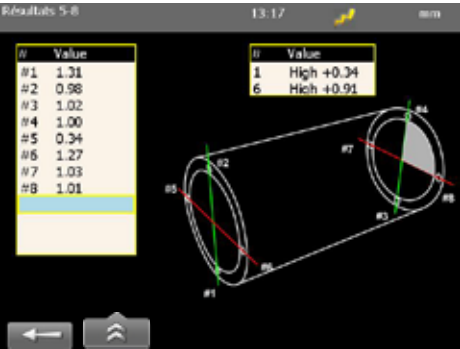 Résultats 5-8
13:17
mm
# Value
#1 1.31
#2 0.98
#3 1.02
#4 1.00
#5 0.34
#6 1.27
#7 1.03
#8 1.01
# Value
1 High +0.34
6 High +0.91
#4
#7
#2
#8
#5
#3
#6
#1